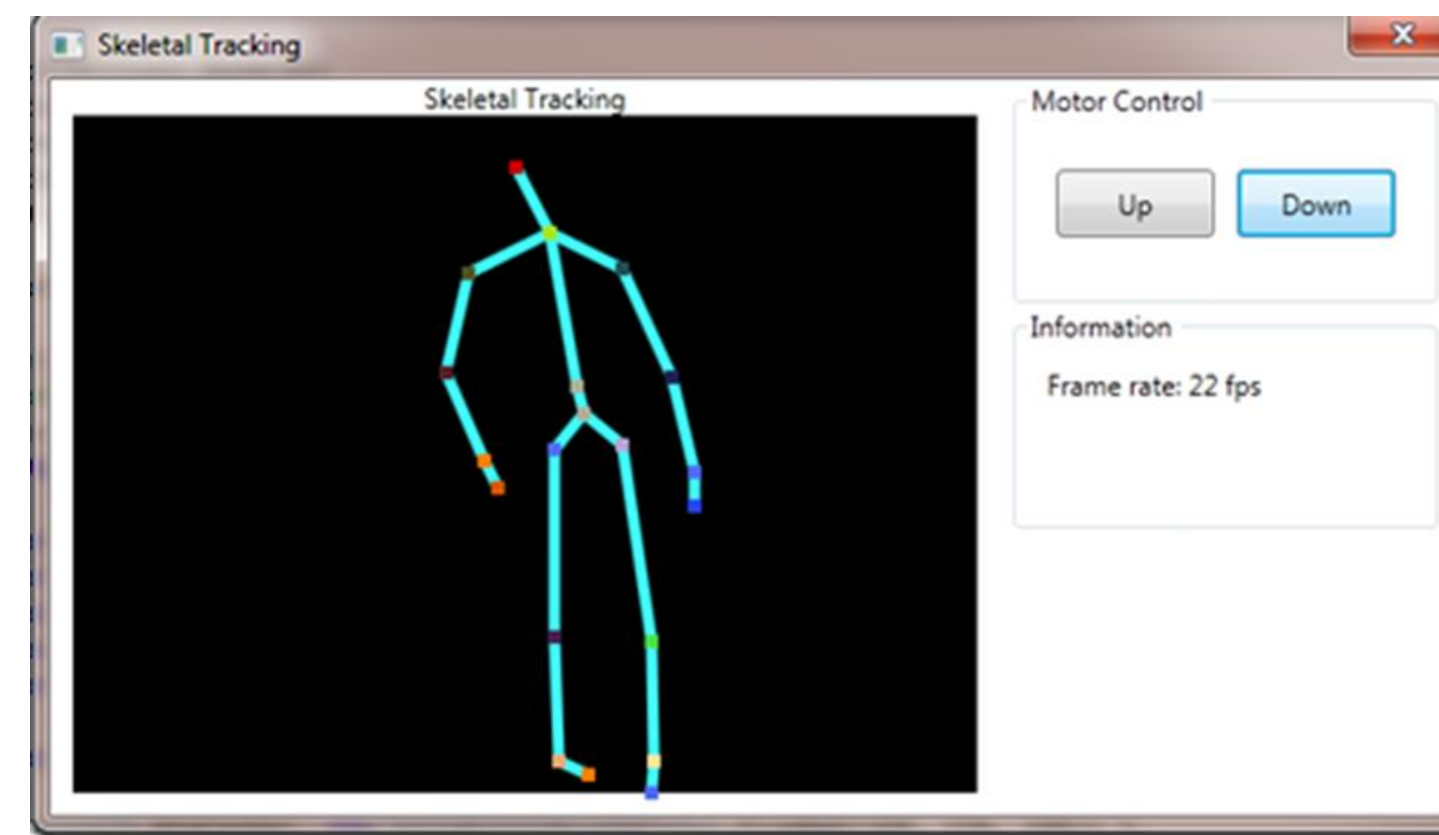 Skeletal Tracking
Skeletal Tracking
Motor Control
Up
Down
Information
Frame rate: 22 fps